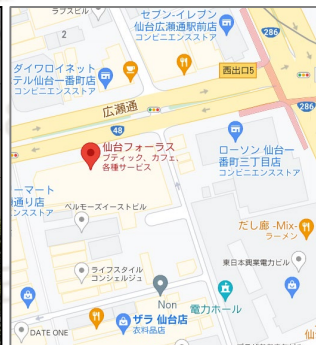 ラブスビル
2
セブン-イレブン
仙台広瀬通駅前店
コンビニエンスストア
286
ダイワロイネット
テル仙台一番町店
コンビニエンスストア
西出口5
広瀬通
286
48
仙台フォーラス
ブティック、カフェ、
各種サービス
ローソン 仙台一
番町三丁目店
コンビニエンスストア
ーマート
通り店
ンスストア
ベルモーズイーストビル
だし廊 -Mix-
ラーメン
東日本興業電力ビル
ライフスタイル
コンシェルジュ
Non
電力ホール
ザラ 仙台店
衣料品店
DATE ONE
仙